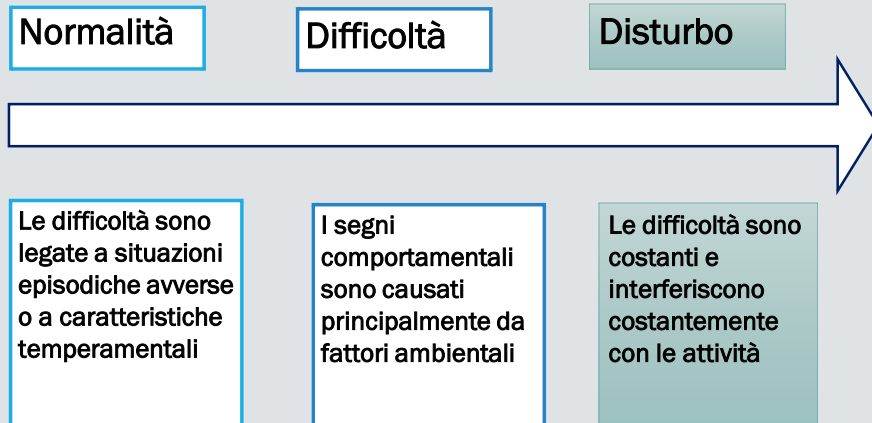 Normalità
Difficoltà
Disturbo
Le difficoltà sono
legate a situazioni
episodiche avverse
o a caratteristiche
temperamentali
I segni
comportamentali
sono causati
principalmente da
fattori ambientali
Le difficoltà sono
costanti e
interferiscono
costantemente
con le attività